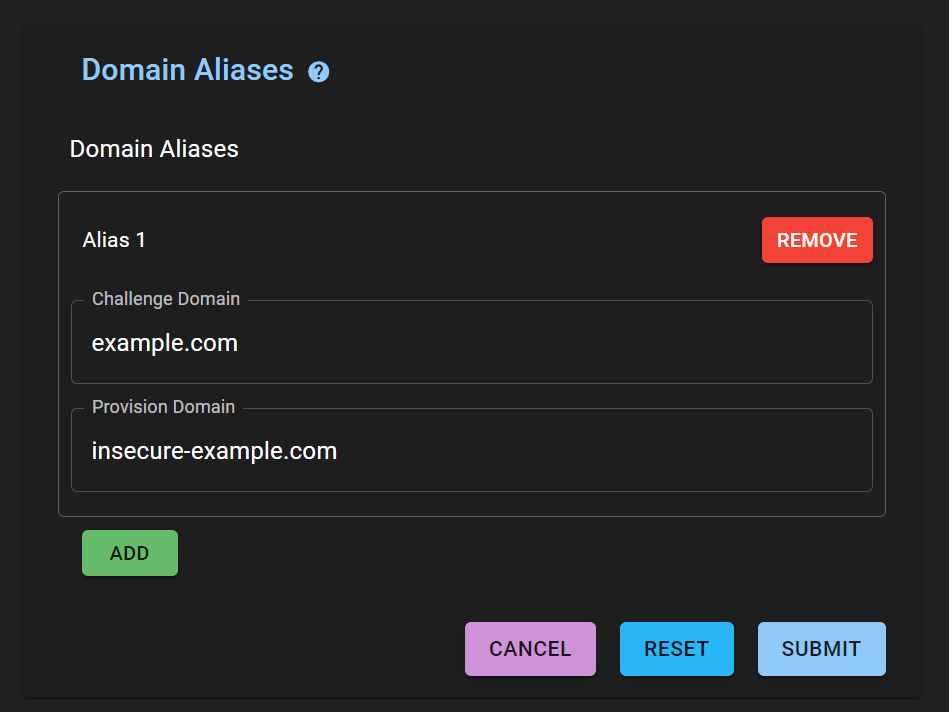 Domain Aliases ?
Domain Aliases
Alias 1
REMOVE
Challenge Domain
example.com
Provision Domain
insecure-example.com
ADD
CANCEL RESET SUBMIT